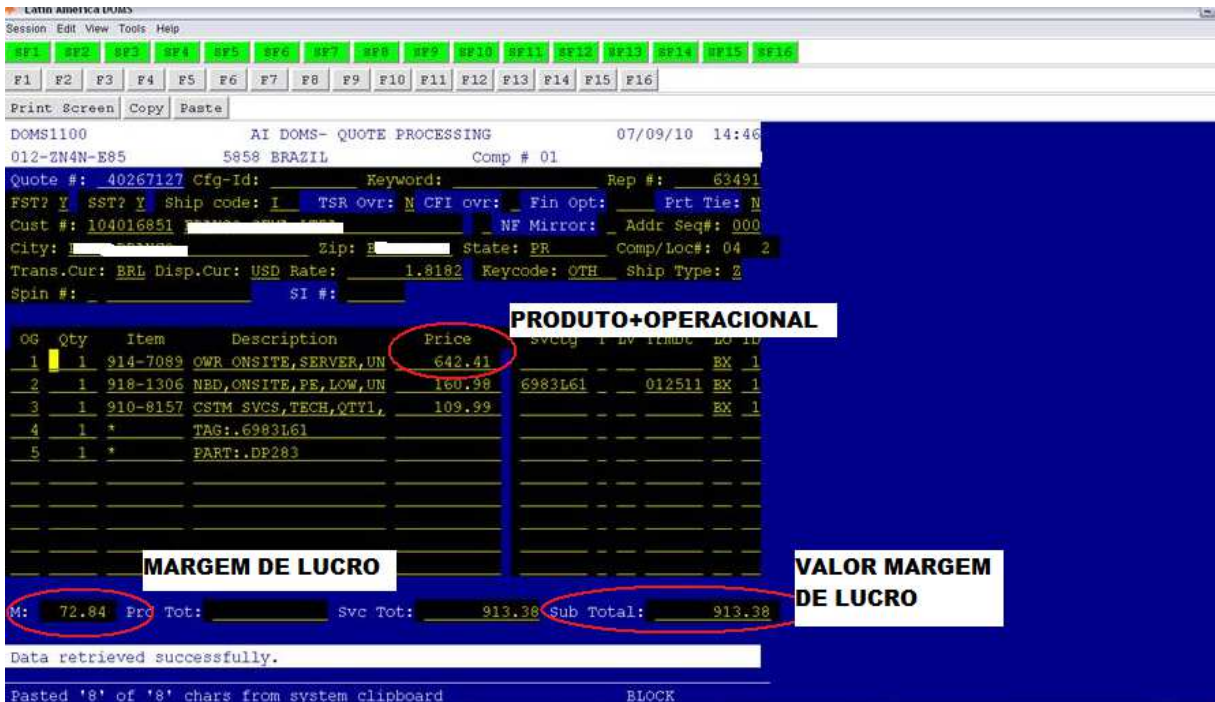 Latin America DOMS
Session Edit View Tools Help
SF1 SF2 SF3 SF4 SF5 SF6 SF7 SF8 SF9 SF10 SF11 SF12 SF13 SF14 SF15 SF16
F1 F2 F3 F4 F5 F6 F7 F8 F9 F10 F11 F12 F13 F14 F15 F16
Print Screen Copy Paste
DOMS1100 AI DOMS- QUOTE PROCESSING 07/09/10 14:46
012-ZN4N-E85 5858 BRAZIL Comp # 01
Quote #: 40267127 Cfg-Id: Keyword: Rep #: 63491
FST? Y SST? Y Ship code: I TSR Ovr: N CFI ovr: Fin Opt: Prt Tie: N
Cust #: 104016851 NF Mirror: Addr Seq#: 000
City: Zip: State: PR Comp/Loc#: 04 2
Trans.Cur: BRL Disp.Cur: USD Rate: 1.8182 Keycode: OTH Ship Type: Z
Spin #: SI #:
PRODUTO+OPERACIONAL
OG Qty Item Description Price Svctg T Lv Trmdt Lo ID
1 1 914-7089 OWR ONSITE,SERVER,UN 642.41 BX 1
2 1 918-1306 NBD,ONSITE,PE,LOW,UN 160.98 6983L61 012511 BX 1
3 1 910-8157 CSTM SVCS,TECH,QTY1, 109.99 BX 1
4 1 * TAG:.6983L61
5 1 * PART:.DP283
MARGEM DE LUCRO
VALOR MARGEM
DE LUCRO
M: 72.84 Pro Tot: Svc Tot: 913.38 Sub Total: 913.38
Data retrieved successfully.
Pasted '8' of '8' chars from system clipboard BLOCK